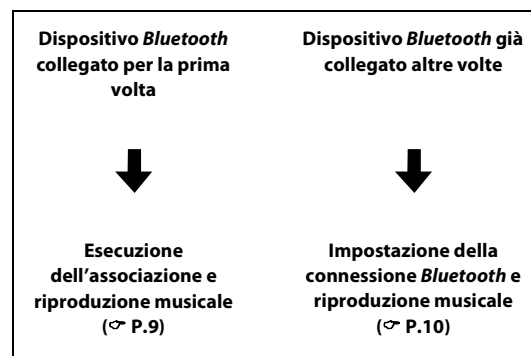 Dispositivo Bluetooth
collegato per la prima
volta
Dispositivo Bluetooth già
collegato altre volte
Esecuzione
dell'associazione e
riproduzione musicale
(☞ P.9)
Impostazione della
connessione Bluetooth e
riproduzione musicale
(☞ P.10)